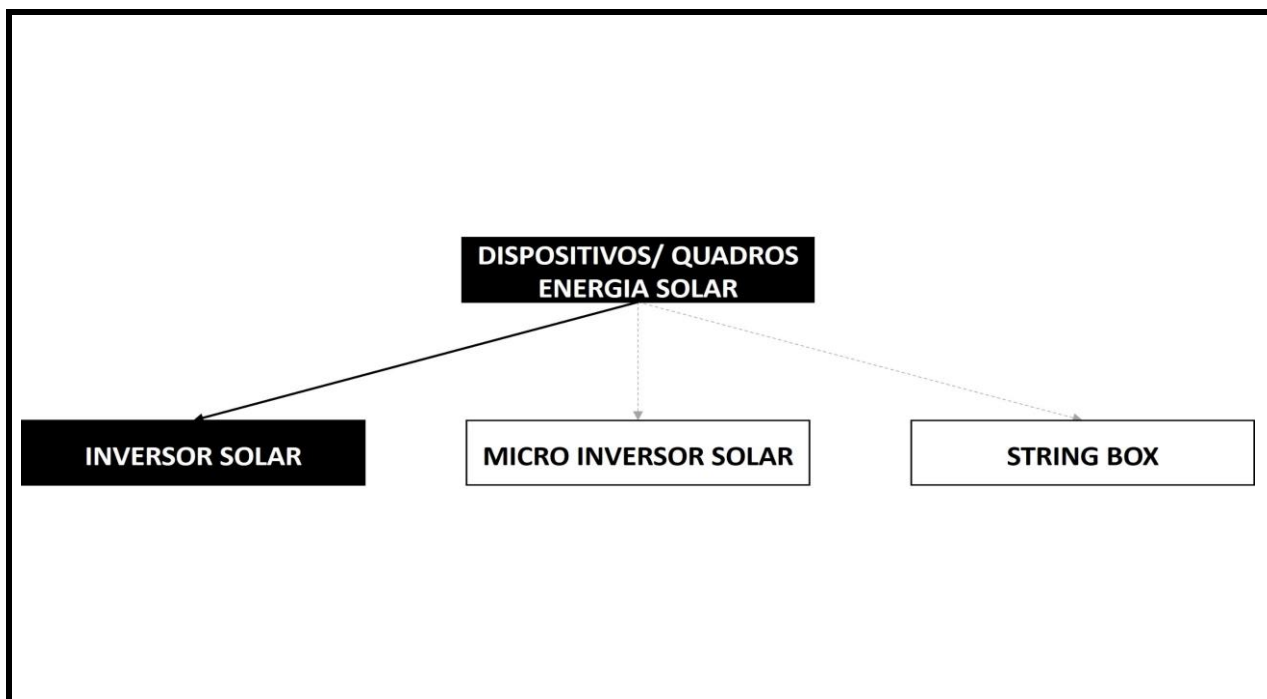 DISPOSITIVOS/ QUADROS
ENERGIA SOLAR
INVERSOR SOLAR
MICRO INVERSOR SOLAR
STRING BOX